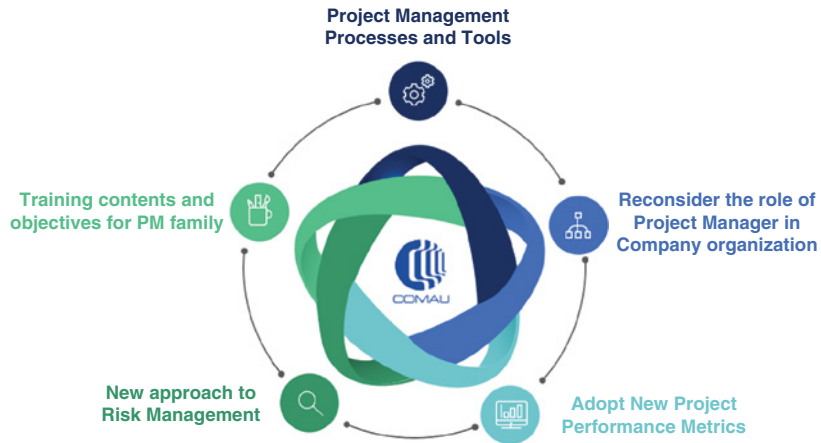 Project Management
Processes and Tools
Training contents and
objectives for PM family
Reconsider the role of
Project Manager in
Company organization
COMAU
New approach to
Risk Management
Adopt New Project
Performance Metrics